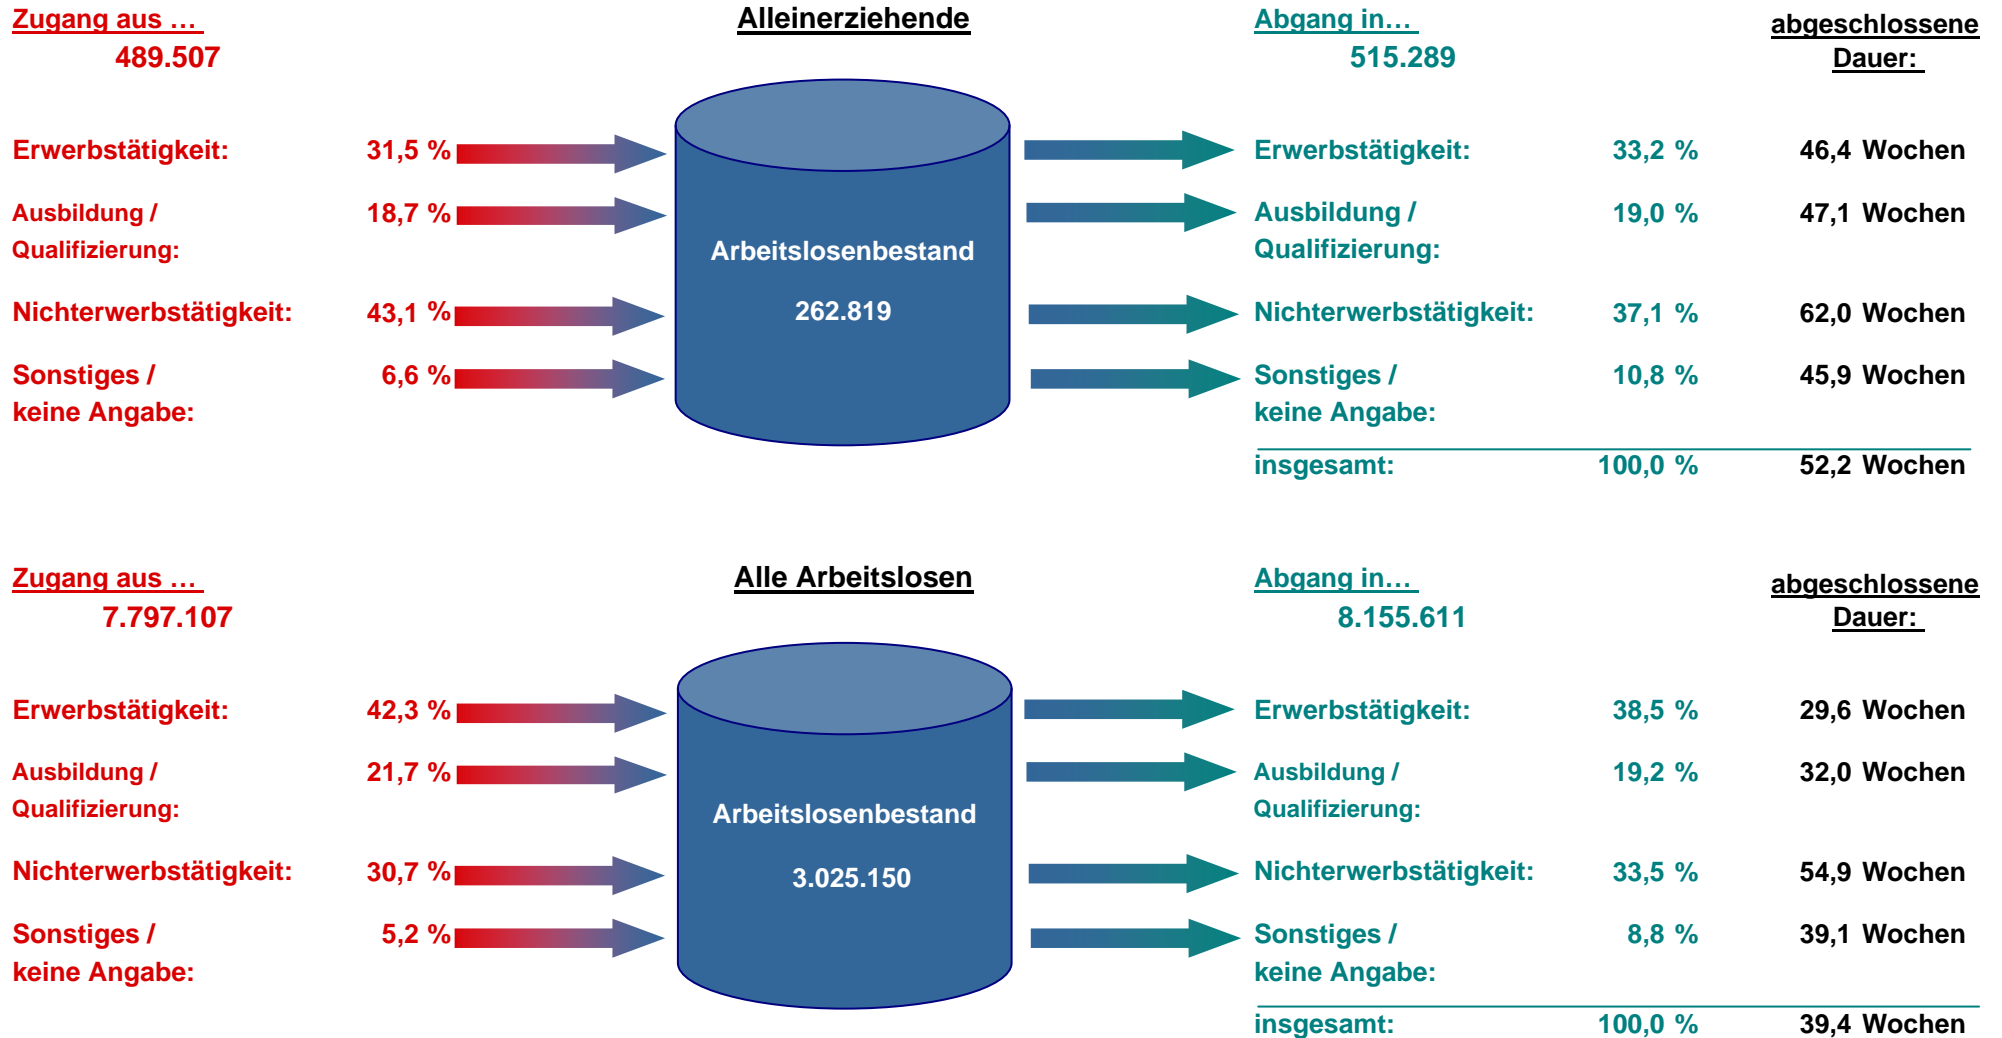 Zugang aus … Alleinerziehende Abgang in… abgeschlossene
489.507 515.289 Dauer:
Erwerbstätigkeit: 31,5 % Erwerbstätigkeit: 33,2 % 46,4 Wochen
Ausbildung / 18,7 % Ausbildung / 19,0 % 47,1 Wochen
Qualifizierung: Arbeitslosenbestand Qualifizierung:
Nichterwerbstätigkeit: 43,1 % 262.819 Nichterwerbstätigkeit: 37,1 % 62,0 Wochen
Sonstiges / 6,6 % Sonstiges / 10,8 % 45,9 Wochen
keine Angabe: keine Angabe:
insgesamt: 100,0 % 52,2 Wochen
Zugang aus … Alle Arbeitslosen Abgang in… abgeschlossene
7.797.107 8.155.611 Dauer:
Erwerbstätigkeit: 42,3 % Erwerbstätigkeit: 38,5 % 29,6 Wochen
Ausbildung / 21,7 % Ausbildung / 19,2 % 32,0 Wochen
Qualifizierung: Arbeitslosenbestand Qualifizierung:
Nichterwerbstätigkeit: 30,7 % 3.025.150 Nichterwerbstätigkeit: 33,5 % 54,9 Wochen
Sonstiges / 5,2 % Sonstiges / 8,8 % 39,1 Wochen
keine Angabe: keine Angabe:
insgesamt: 100,0 % 39,4 Wochen